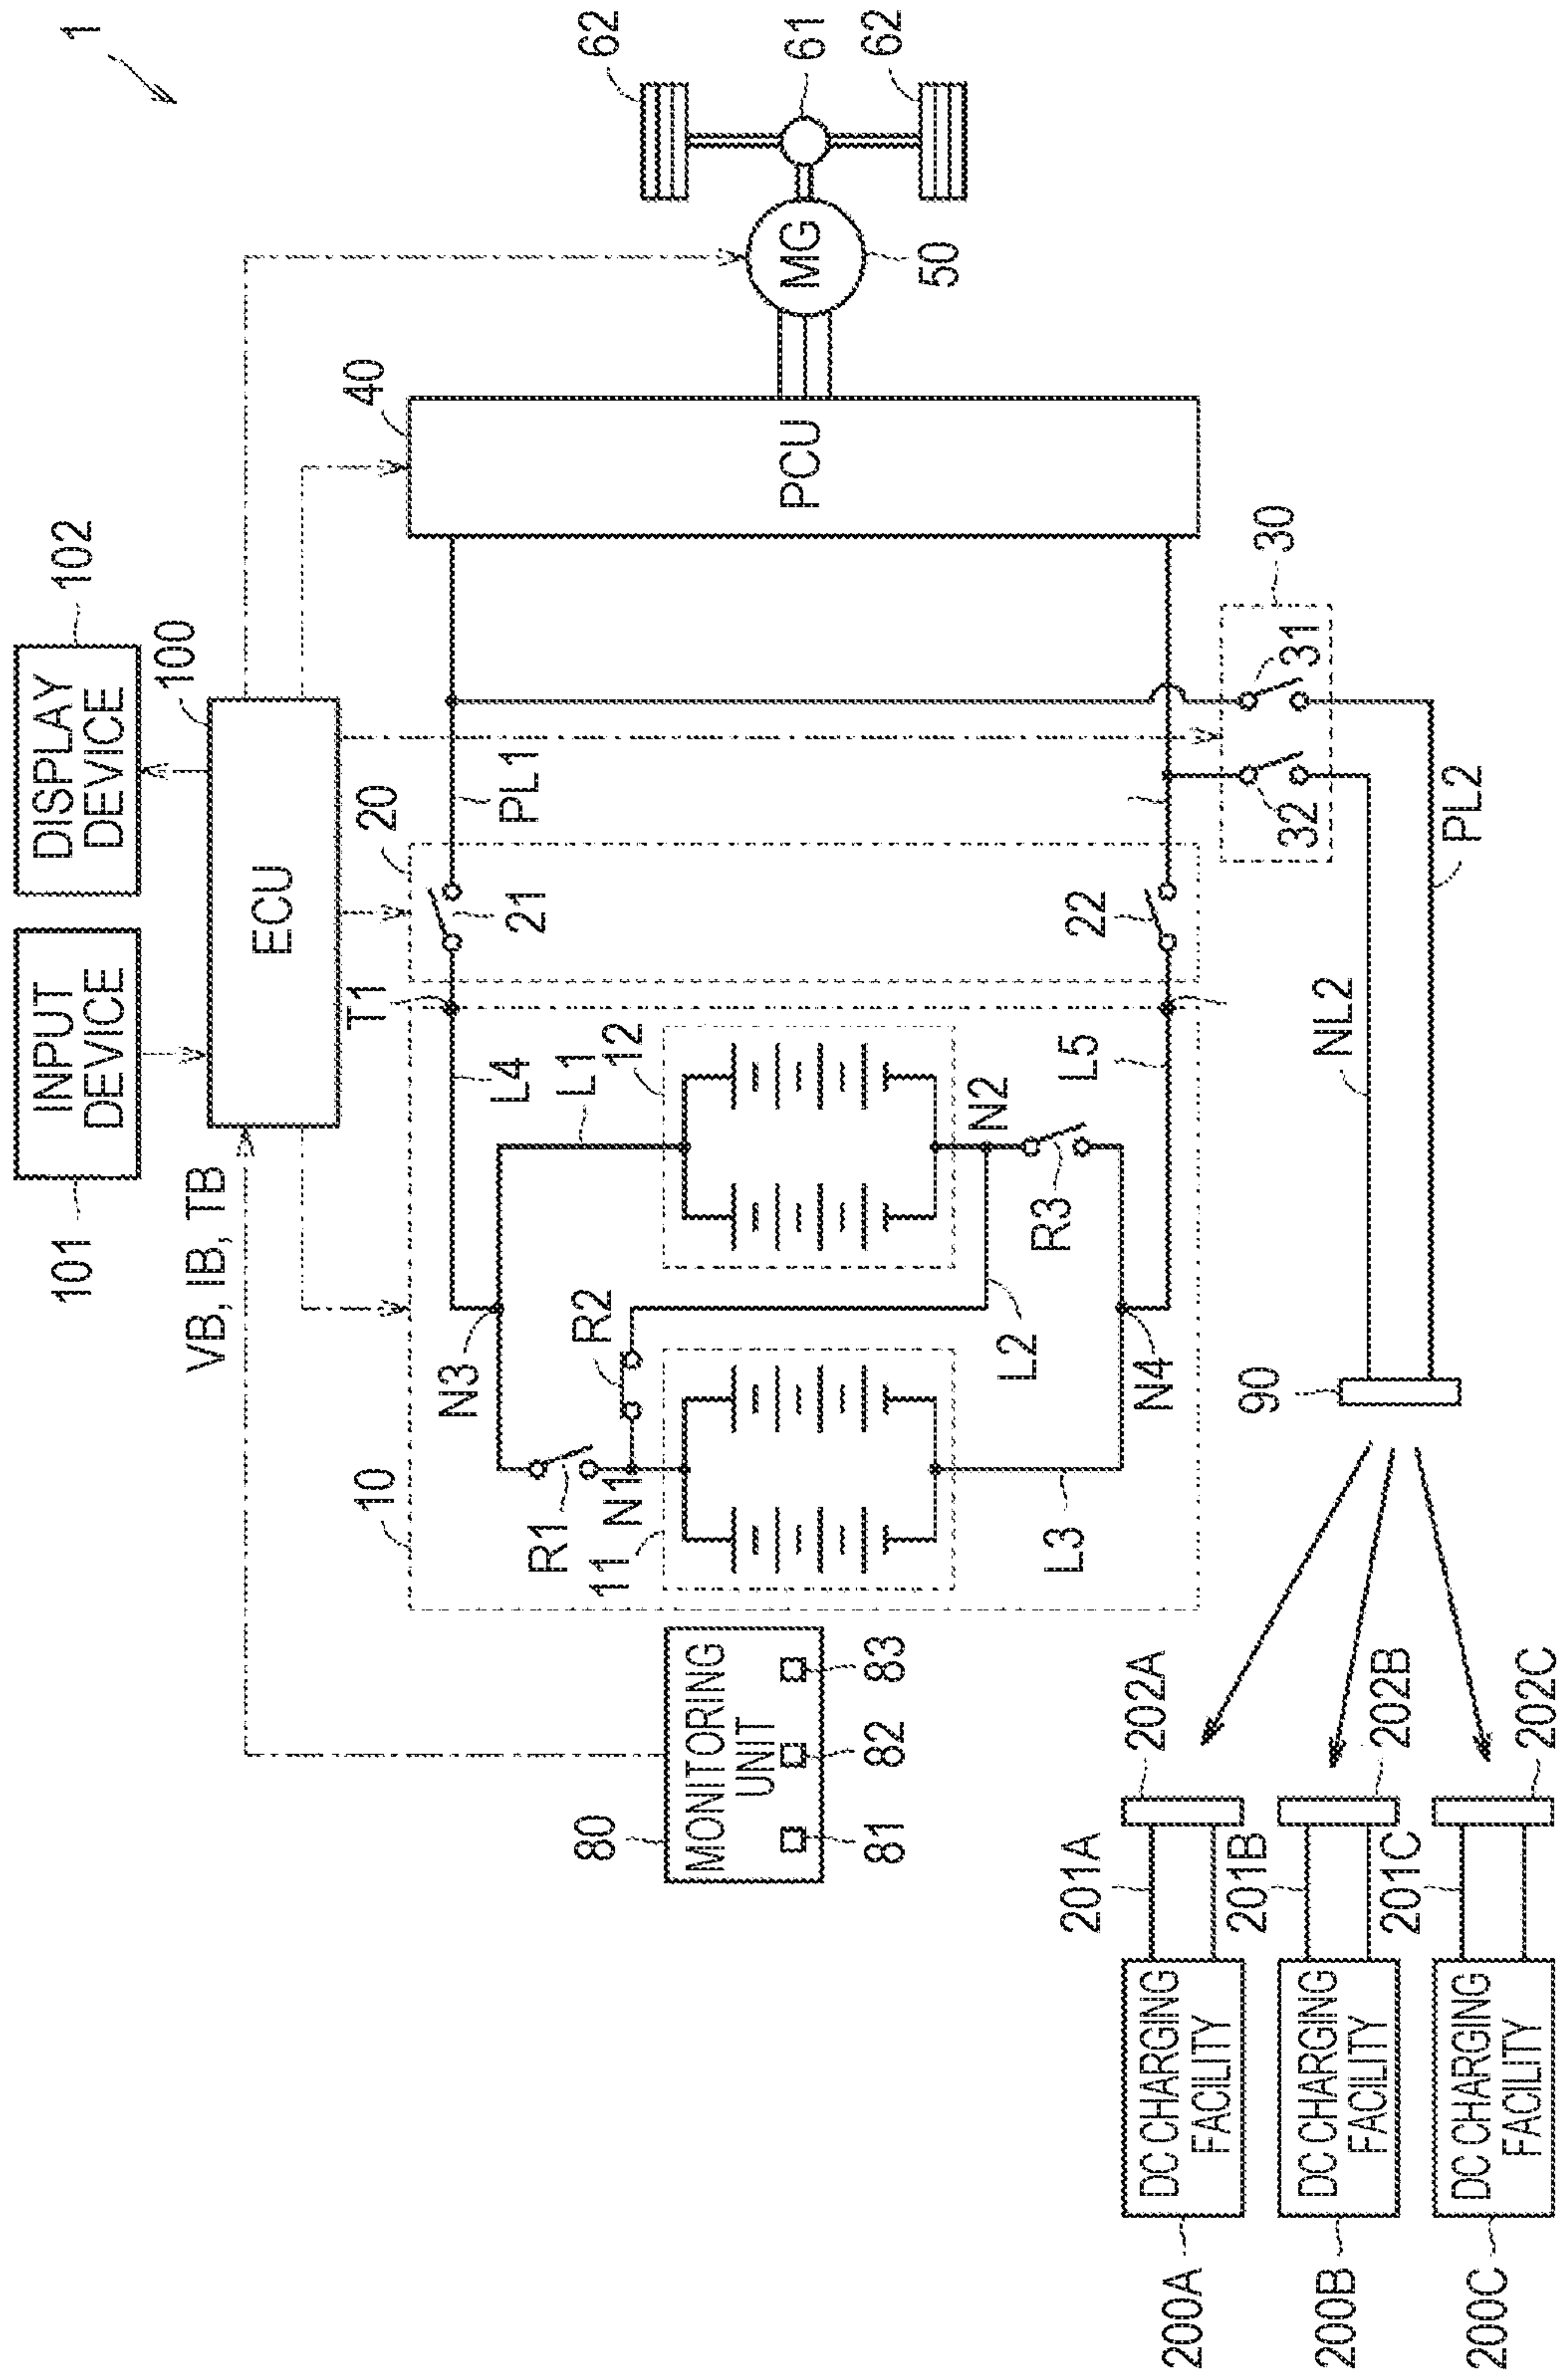 1
101
INPUT
DEVICE
DISPLAY
DEVICE
102
VB, IB, TB
ECU
100
40
62
61
62
10
N3
L4
L1
T1
20
21
PL1
PCU
MG
50
80
MONITORING
UNIT
81
82
83
R1
N1
R2
11
12
N2
R3
L2
L3
N4
L5
22
30
31
32
90
NL2
PL2
200A
DC CHARGING
FACILITY
201A
202A
200B
DC CHARGING
FACILITY
201B
202B
200C
DC CHARGING
FACILITY
201C
202C